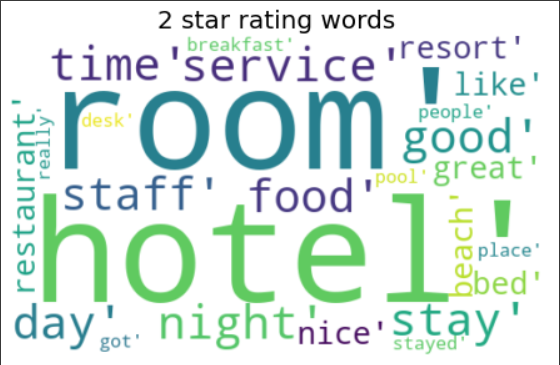 2 star rating words
breakfast'
time'
service'
resort'
room'
like'
desk'
people'
good'
restaurant'
really'
pool'
great'
staff'
food'
hotel'
beach'
place'
bed'
day'
got'
night'
nice'
stay'
stayed'